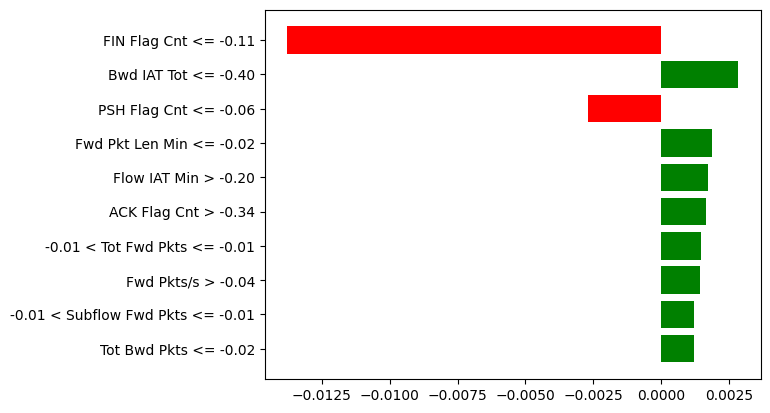 FIN Flag Cnt <= -0.11
Bwd IAT Tot <= -0.40
PSH Flag Cnt <= -0.06
Fwd Pkt Len Min <= -0.02
Flow IAT Min > -0.20
ACK Flag Cnt > -0.34
-0.01 < Tot Fwd Pkts <= -0.01
Fwd Pkts/s > -0.04
-0.01 < Subflow Fwd Pkts <= -0.01
Tot Bwd Pkts <= -0.02
−0.0125 −0.0100 −0.0075 −0.0050 −0.0025 0.0000 0.0025